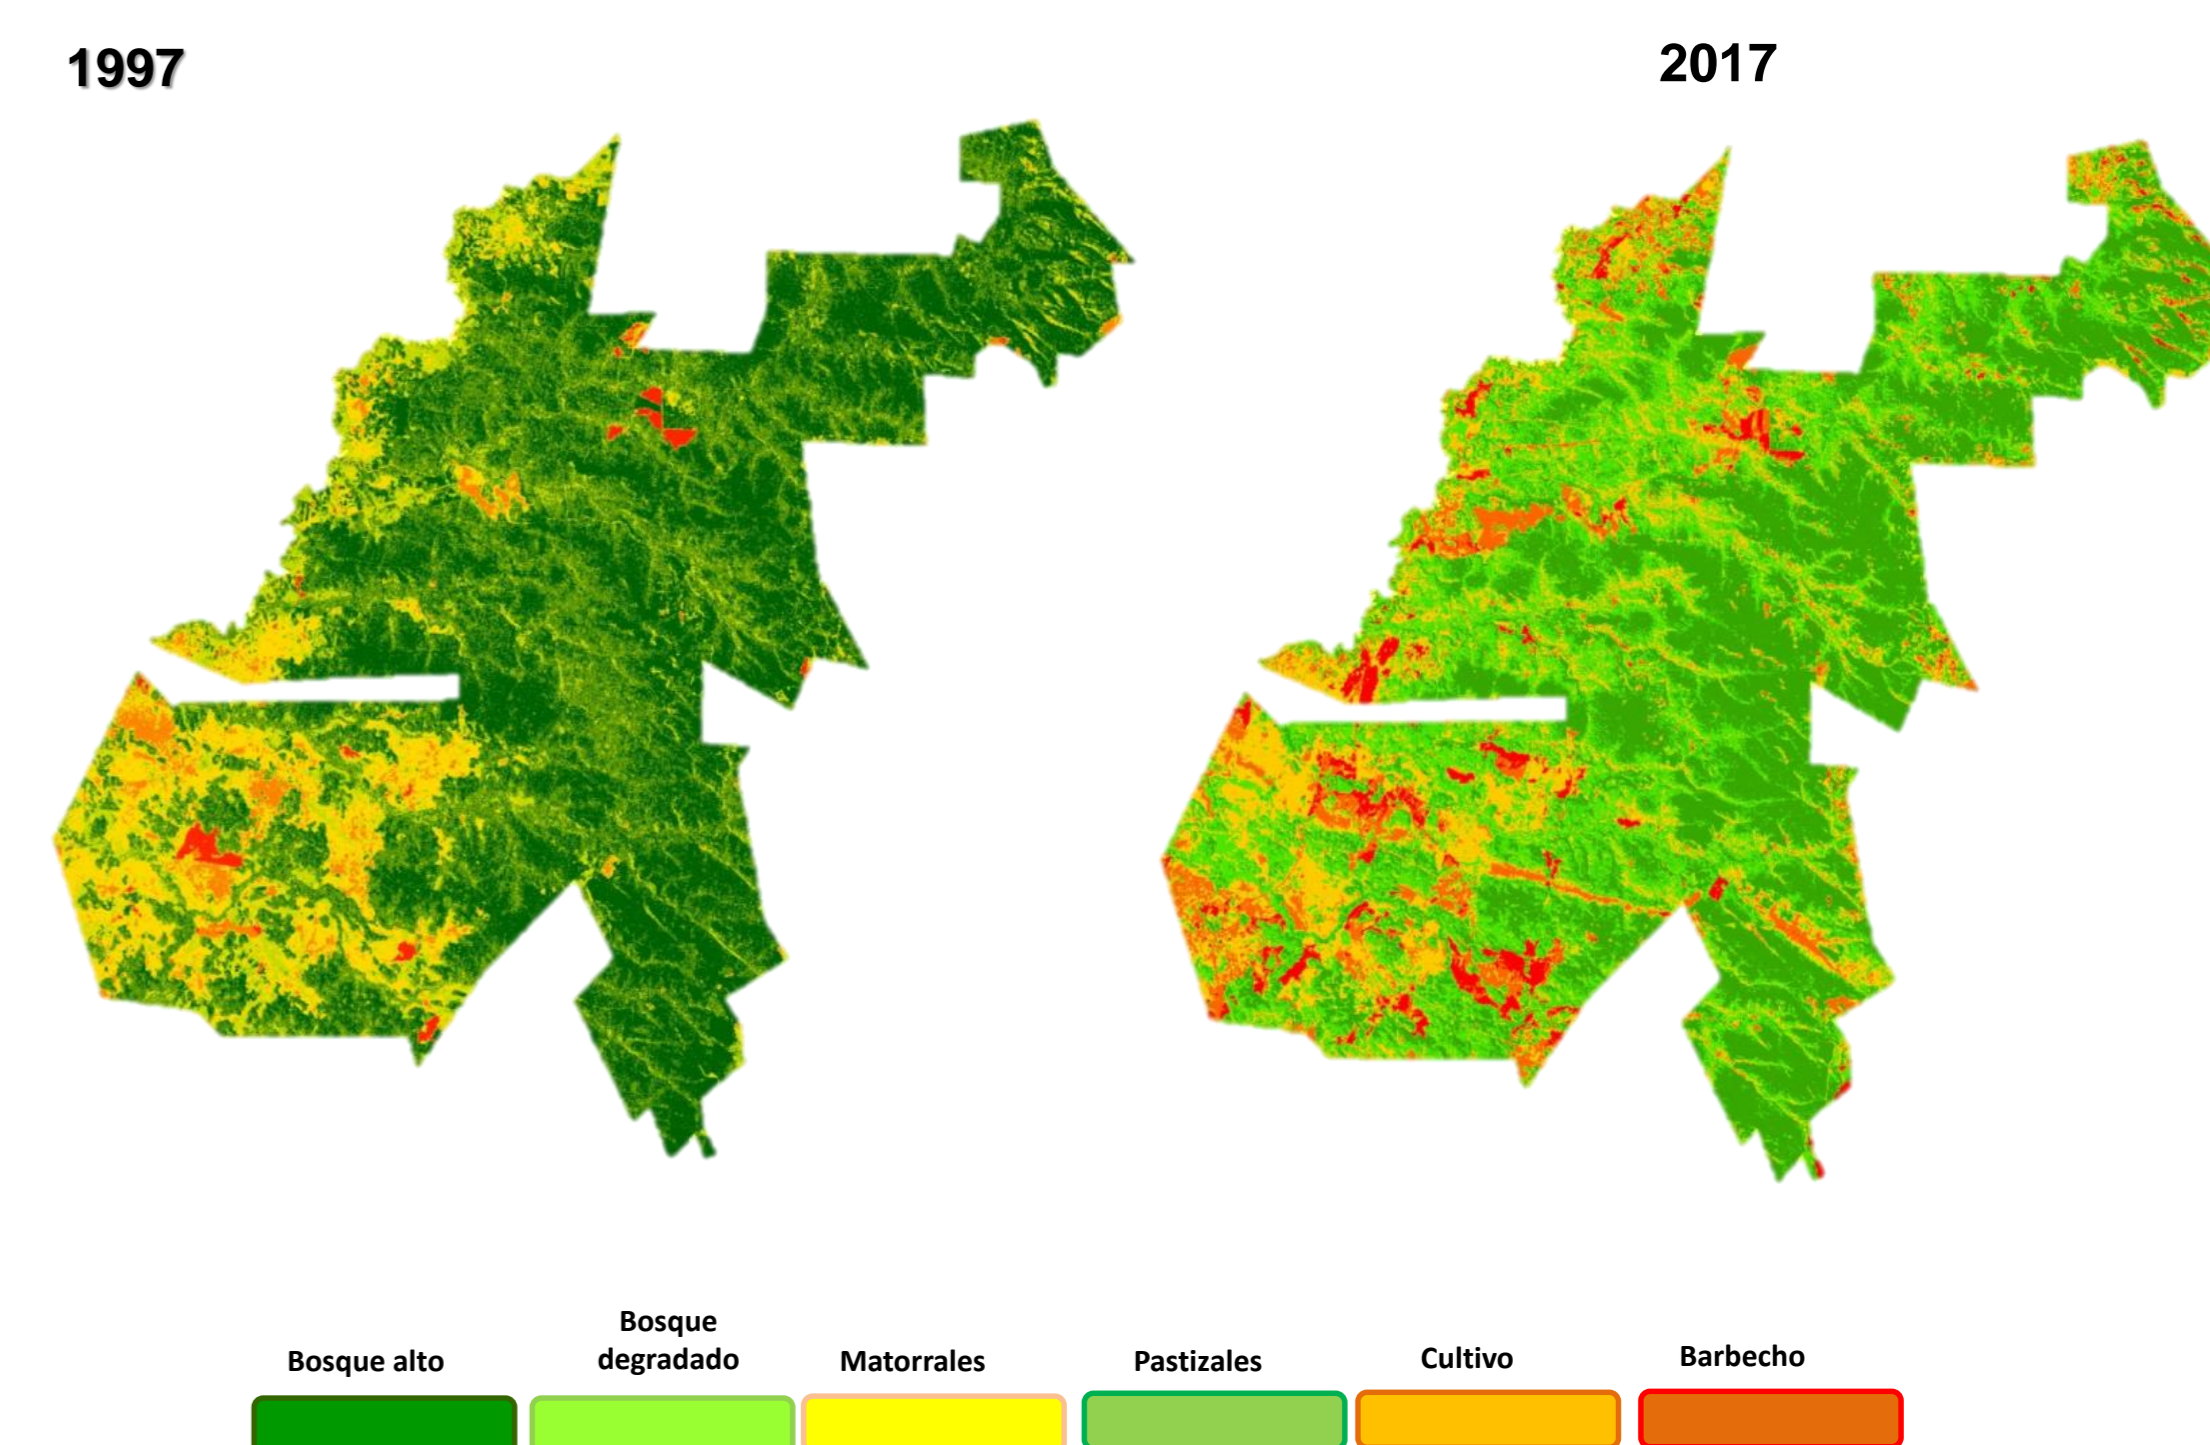 1997
2017
Bosque alto
Bosque
degradado
Matorrales
Pastizales
Cultivo
Barbecho